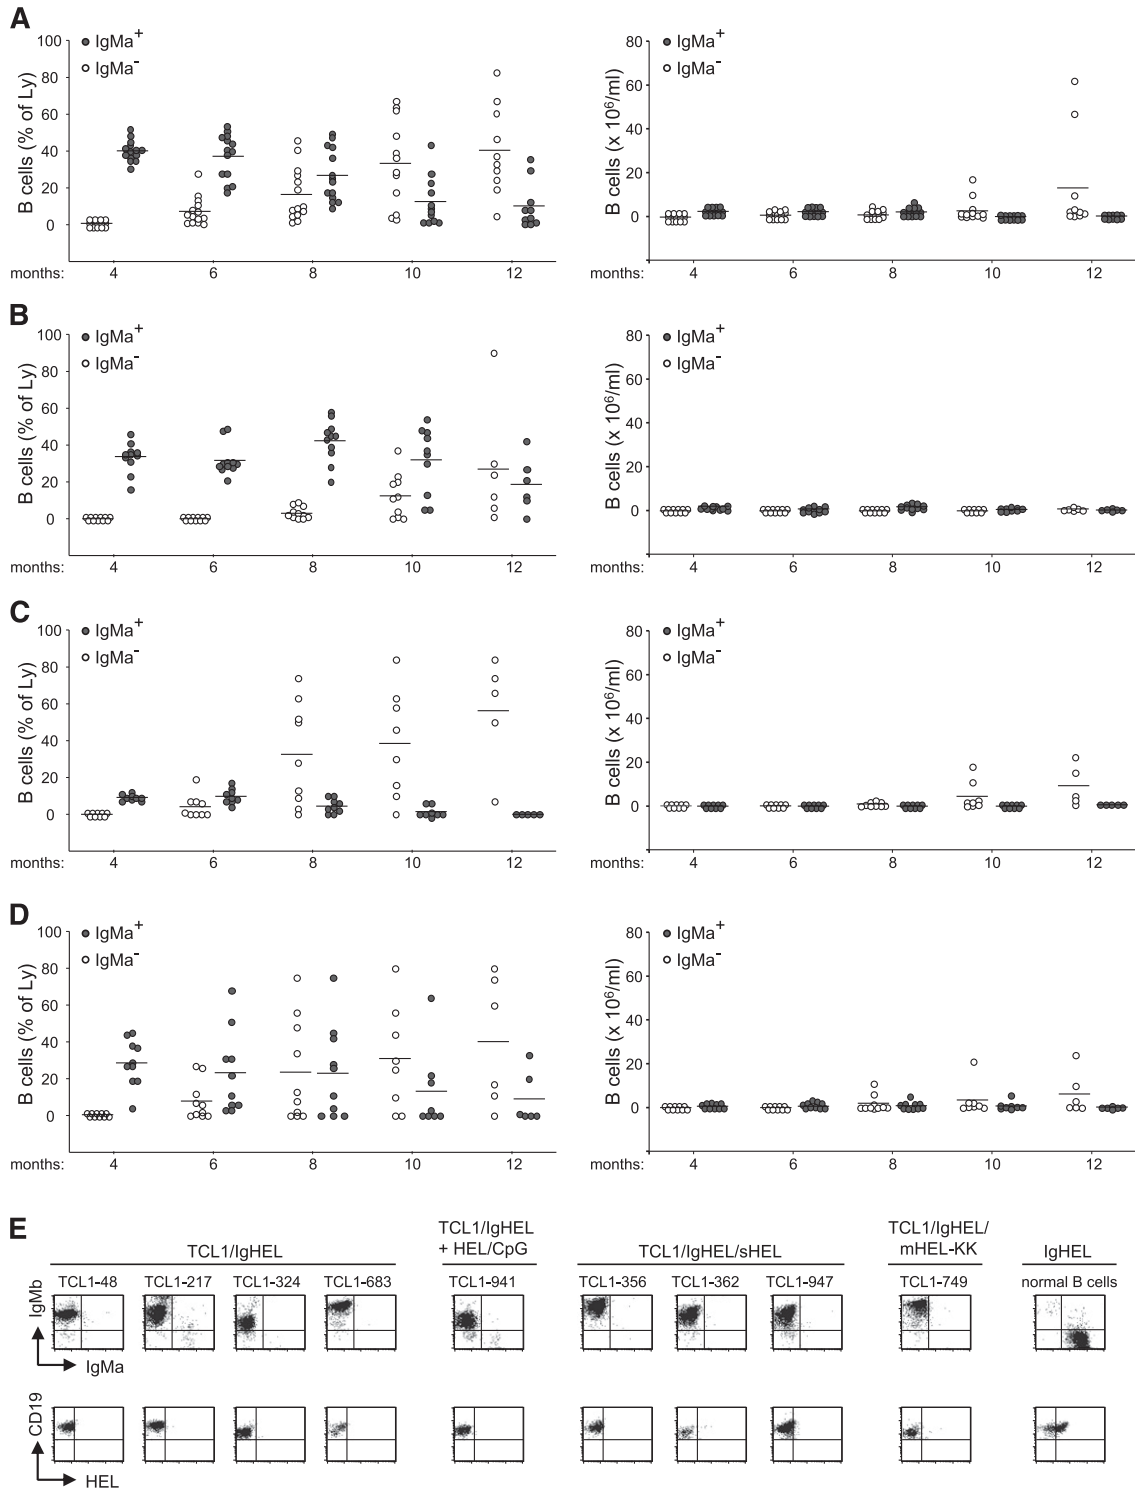 A
B cells (% of Ly)
IgMa+
IgMa-
100
80
60
40
20
0
months: 4 6 8 10 12
B cells (x 10^6/ml)
IgMa+
IgMa-
80
60
40
20
0
months: 4 6 8 10 12
B
B cells (% of Ly)
IgMa+
IgMa-
100
80
60
40
20
0
months: 4 6 8 10 12
B cells (x 10^6/ml)
IgMa+
IgMa-
80
60
40
20
0
months: 4 6 8 10 12
C
B cells (% of Ly)
IgMa+
IgMa-
100
80
60
40
20
0
months: 4 6 8 10 12
B cells (x 10^6/ml)
IgMa+
IgMa-
80
60
40
20
0
months: 4 6 8 10 12
D
B cells (% of Ly)
IgMa+
IgMa-
100
80
60
40
20
0
months: 4 6 8 10 12
B cells (x 10^6/ml)
IgMa+
IgMa-
80
60
40
20
0
months: 4 6 8 10 12
E
TCL1/IgHEL
TCL1/IgHEL
+ HEL/CpG
TCL1/IgHEL/sHEL
TCL1/IgHEL/
mHEL-KK
IgHEL
TCL1-48 TCL1-217 TCL1-324 TCL1-683 TCL1-941 TCL1-356 TCL1-362 TCL1-947 TCL1-749 normal B cells
IgMb
IgMa
CD19
HEL